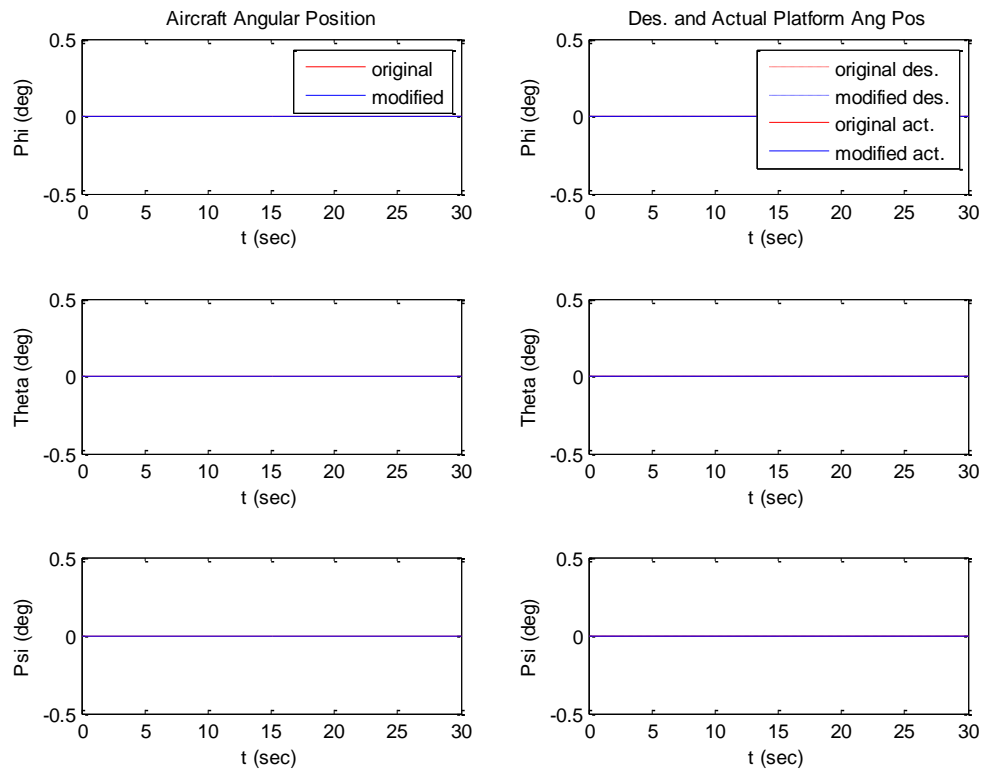 Aircraft Angular Position
0.5
0
-0.5
Phi (deg)
original
modified
0 5 10 15 20 25 30
t (sec)
Des. and Actual Platform Ang Pos
0.5
0
-0.5
Phi (deg)
original des.
modified des.
original act.
modified act.
0 5 10 15 20 25 30
t (sec)
0.5
0
-0.5
Theta (deg)
0 5 10 15 20 25 30
t (sec)
0.5
0
-0.5
Theta (deg)
0 5 10 15 20 25 30
t (sec)
0.5
0
-0.5
Psi (deg)
0 5 10 15 20 25 30
t (sec)
0.5
0
-0.5
Psi (deg)
0 5 10 15 20 25 30
t (sec)